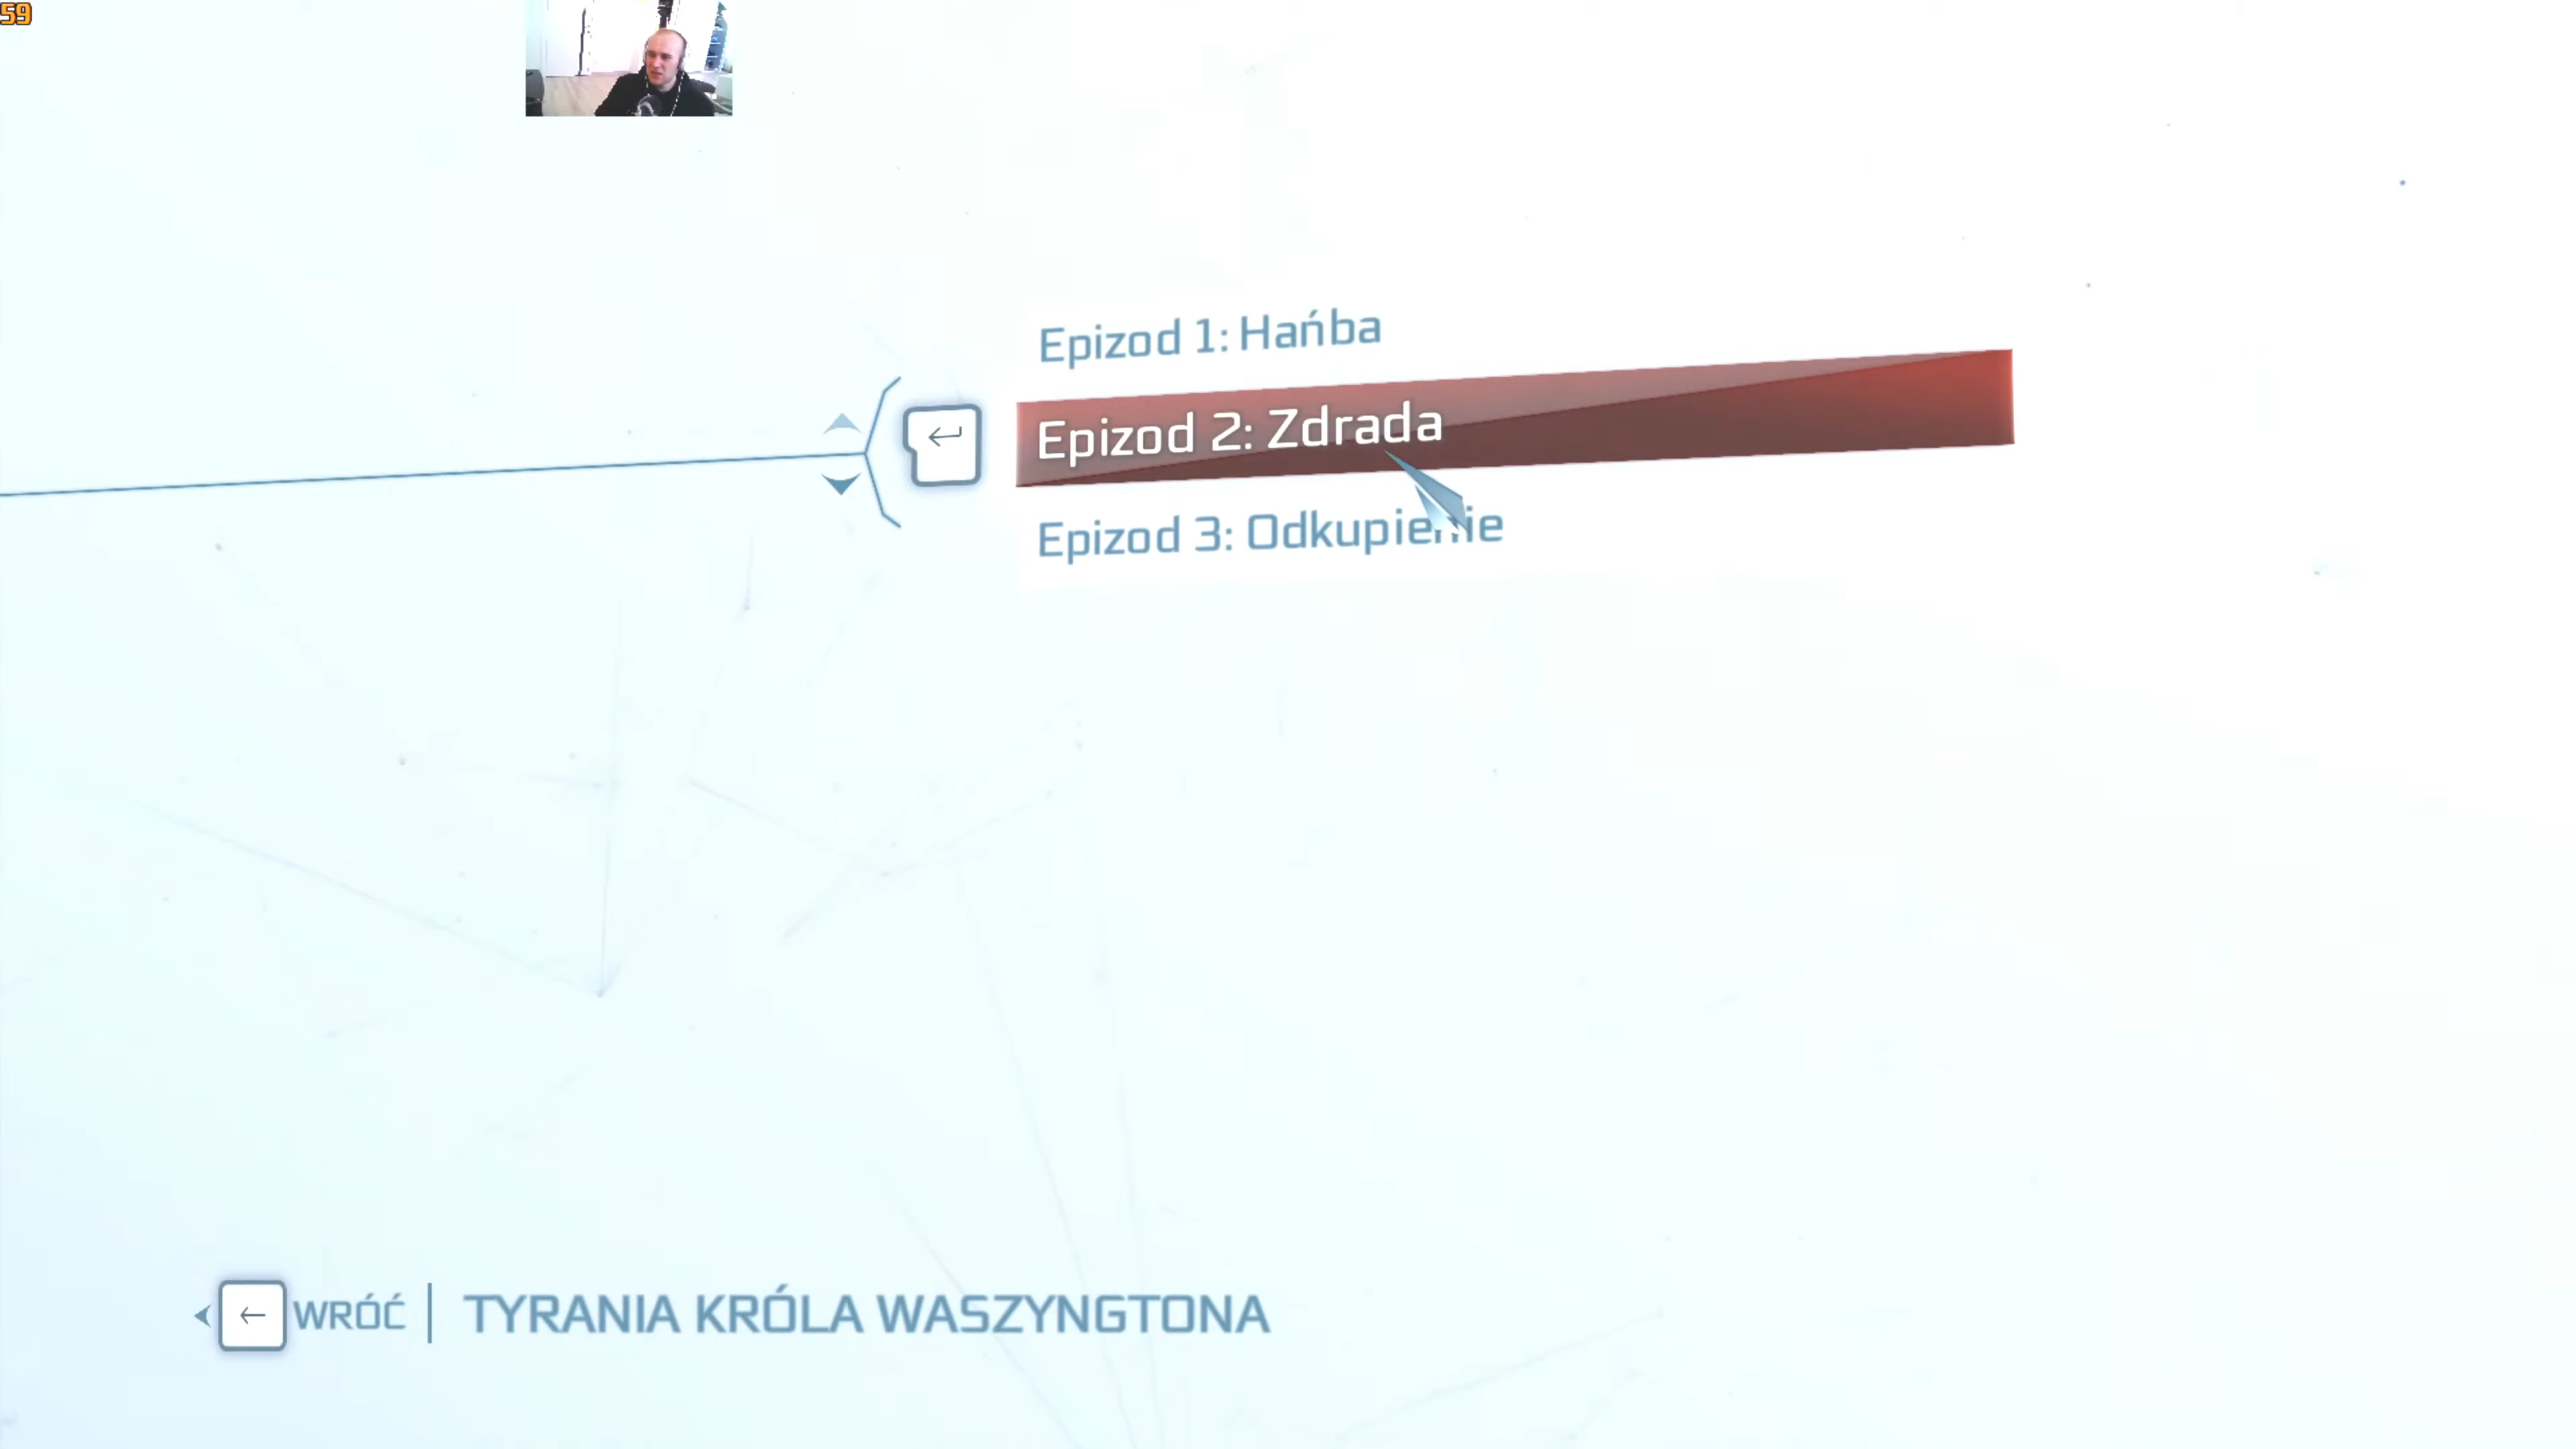 59
Epizod 1: Hańba
Epizod 2: Zdrada
Epizod 3: Odkupienie
WRÓĆ
TYRANIA KRÓLA WASZYNGTONA